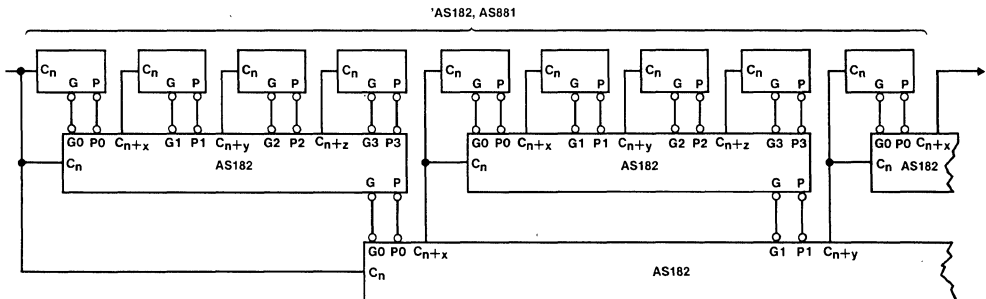 'AS182, AS881
Cn Cn Cn Cn Cn Cn Cn Cn Cn
G P G P G P G P G P G P G P G P G P
G0 P0 Cn+x G1 P1 Cn+y G2 P2 Cn+z G3 P3 G0 P0 Cn+x G1 P1 Cn+y G2 P2 Cn+z G3 P3 G0 P0 Cn+x
Cn AS182 Cn AS182 Cn AS182
G P G P
G0 P0 Cn+x G1 P1 Cn+y
Cn AS182